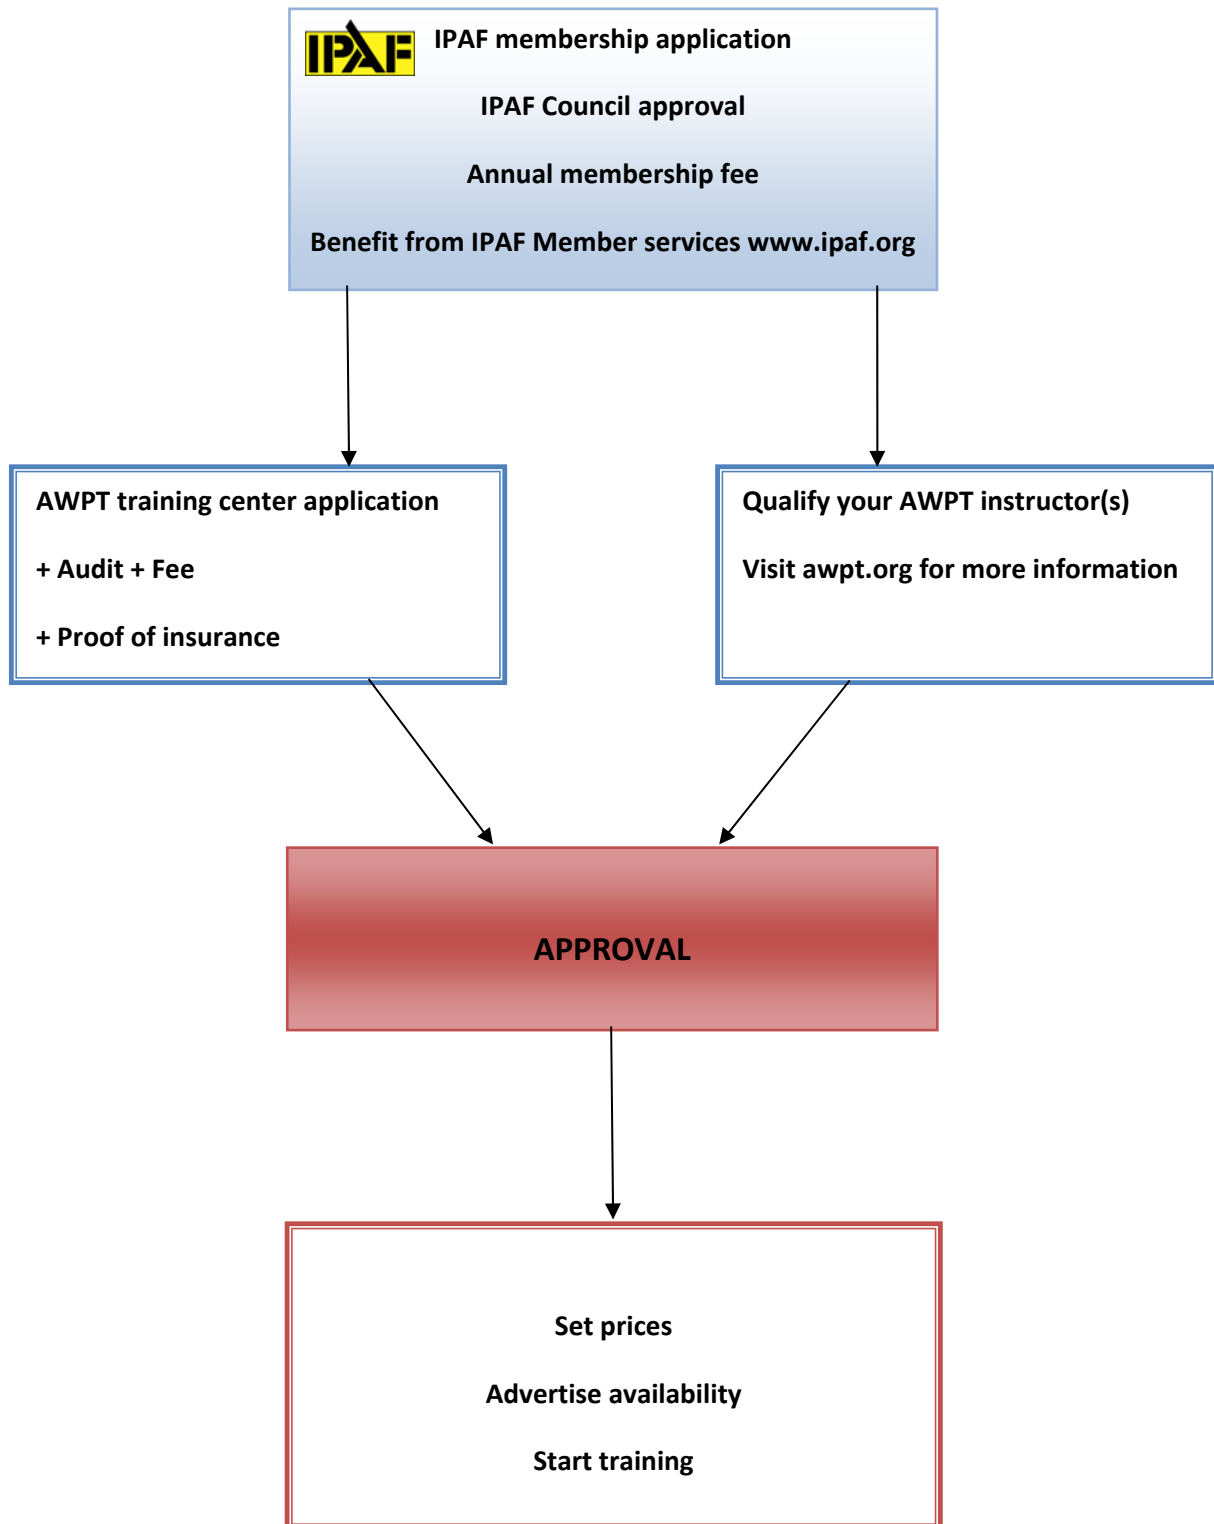 IPAF
IPAF membership application
IPAF Council approval
Annual membership fee
Benefit from IPAF Member services www.ipaf.org
AWPT training center application
+ Audit + Fee
+ Proof of insurance
Qualify your AWPT instructor(s)
Visit awpt.org for more information
APPROVAL
Set prices
Advertise availability
Start training